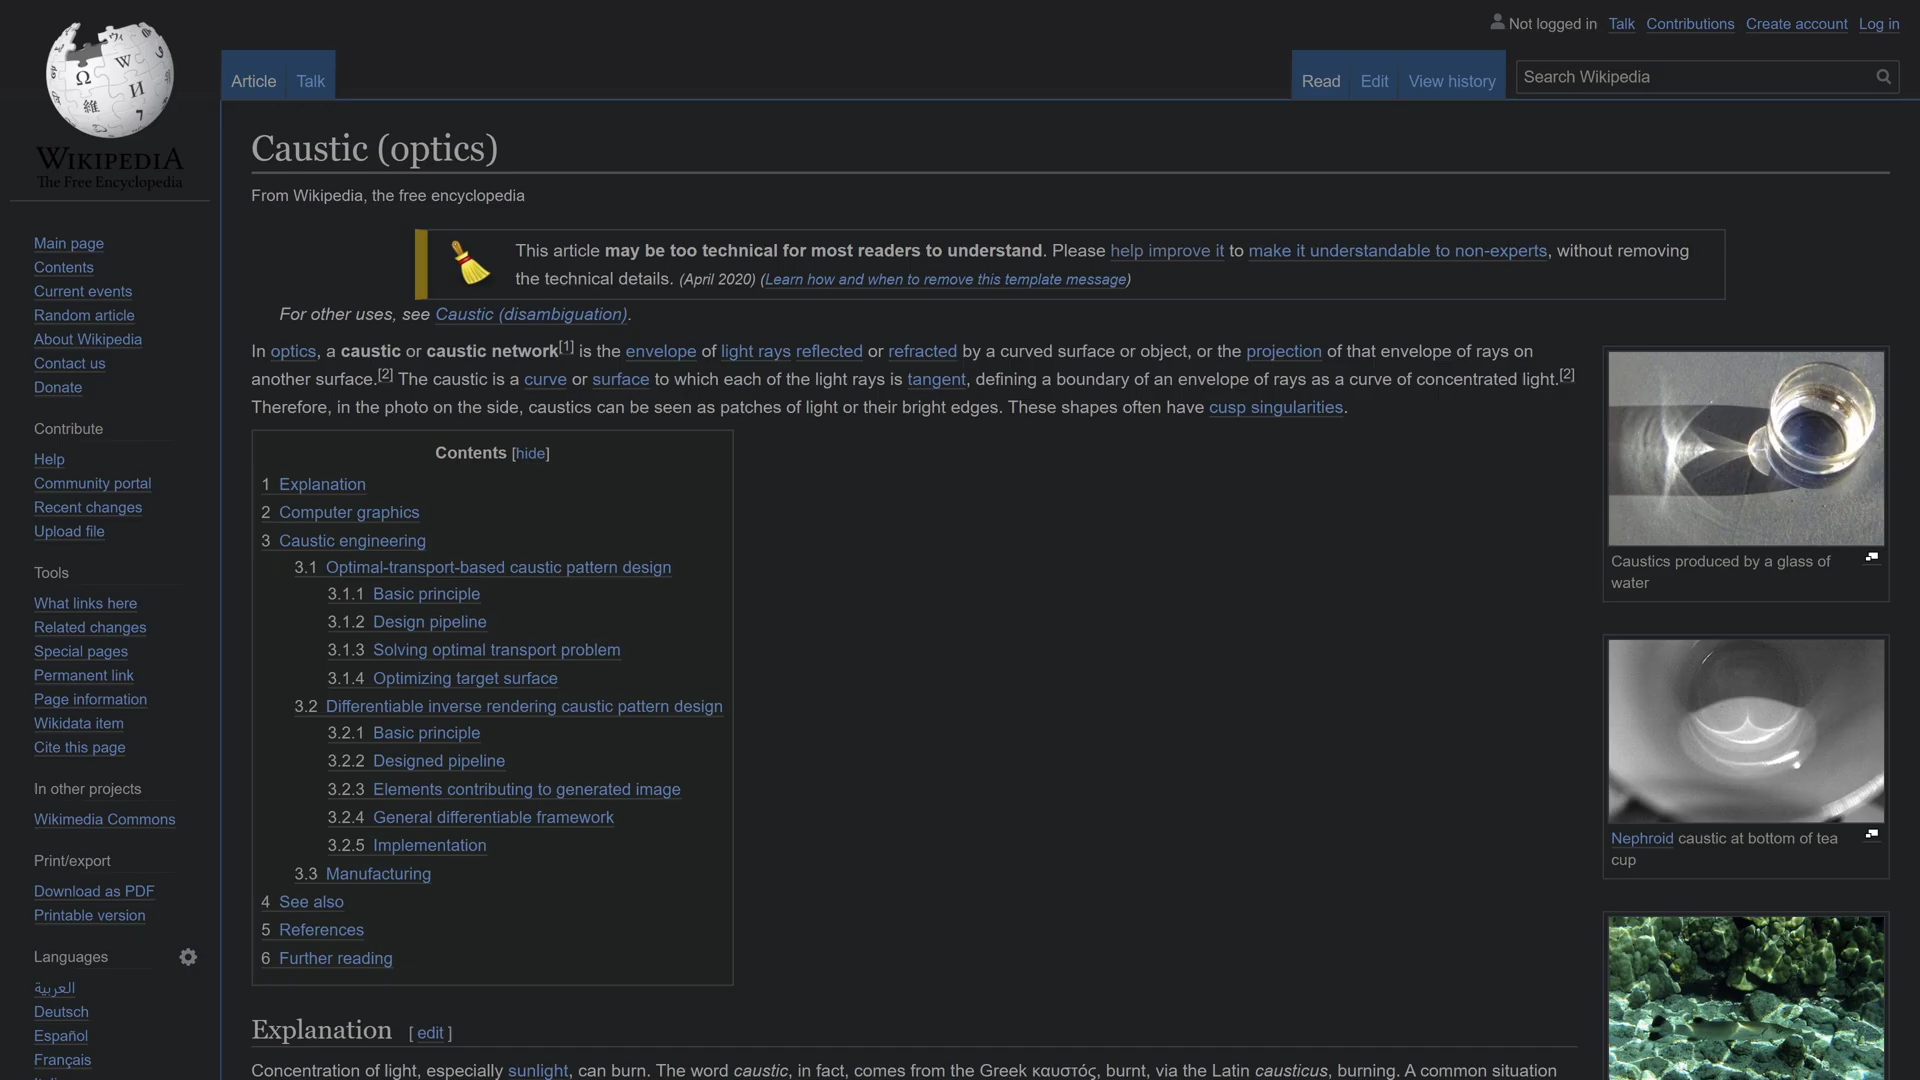 Not logged in Talk Contributions Create account Log in
Article Talk
Read Edit View history
Search Wikipedia
WIKIPEDIA
The Free Encyclopedia
Main page
Contents
Current events
Random article
About Wikipedia
Contact us
Donate
Contribute
Help
Community portal
Recent changes
Upload file
Tools
What links here
Related changes
Special pages
Permanent link
Page information
Wikidata item
Cite this page
In other projects
Wikimedia Commons
Print/export
Download as PDF
Printable version
Languages
العربية
Deutsch
Español
Français
Caustic (optics)
From Wikipedia, the free encyclopedia
This article may be too technical for most readers to understand. Please help improve it to make it understandable to non-experts, without removing
the technical details. (April 2020) (Learn how and when to remove this template message)
For other uses, see Caustic (disambiguation).
In optics, a caustic or caustic network[1] is the envelope of light rays reflected or refracted by a curved surface or object, or the projection of that envelope of rays on
another surface.[2] The caustic is a curve or surface to which each of the light rays is tangent, defining a boundary of an envelope of rays as a curve of concentrated light.[2]
Therefore, in the photo on the side, caustics can be seen as patches of light or their bright edges. These shapes often have cusp singularities.
Contents [hide]
1 Explanation
2 Computer graphics
3 Caustic engineering
3.1 Optimal-transport-based caustic pattern design
3.1.1 Basic principle
3.1.2 Design pipeline
3.1.3 Solving optimal transport problem
3.1.4 Optimizing target surface
3.2 Differentiable inverse rendering caustic pattern design
3.2.1 Basic principle
3.2.2 Designed pipeline
3.2.3 Elements contributing to generated image
3.2.4 General differentiable framework
3.2.5 Implementation
3.3 Manufacturing
4 See also
5 References
6 Further reading
Caustics produced by a glass of
water
Nephroid caustic at bottom of tea
cup
Explanation [ edit ]
Concentration of light, especially sunlight, can burn. The word caustic, in fact, comes from the Greek καυστός, burnt, via the Latin causticus, burning. A common situation